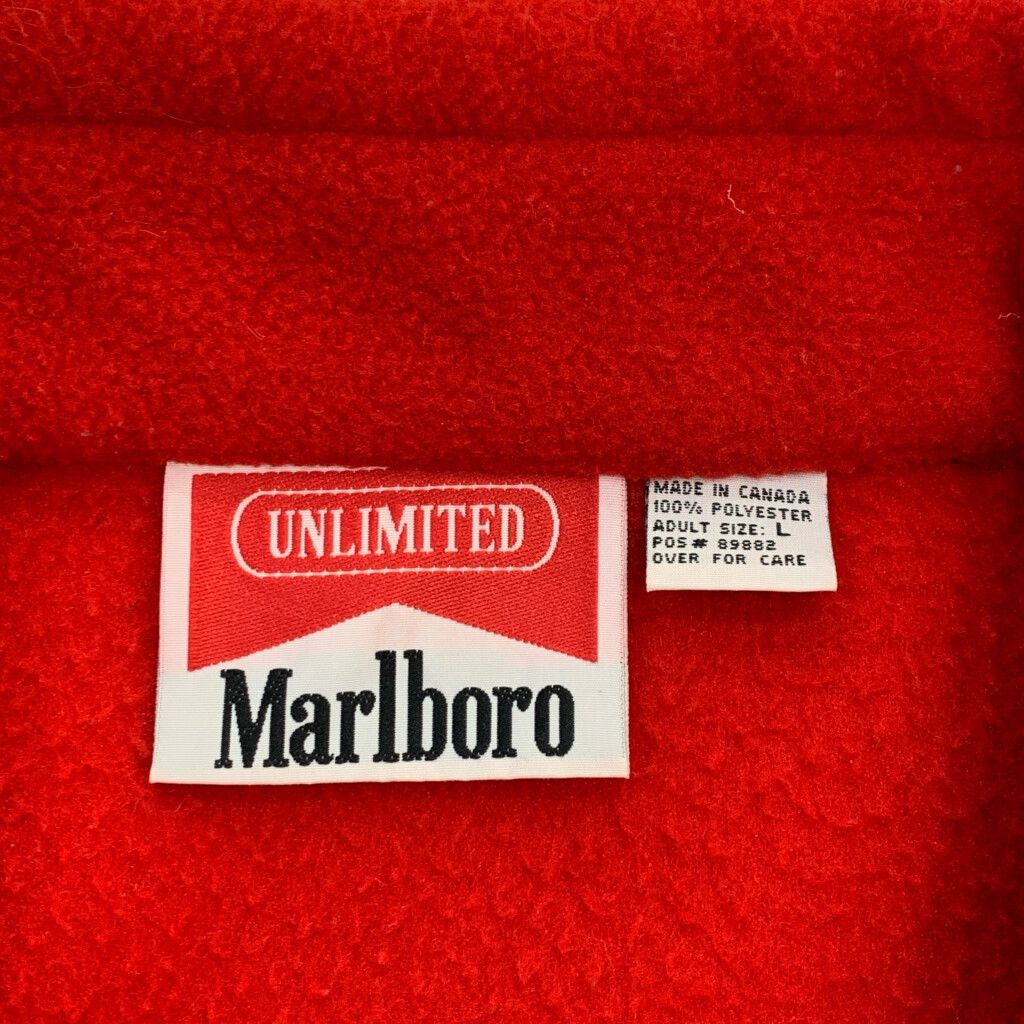 UNLIMITED
Marlboro
MADE IN CANADA
100% POLYESTER
ADULT SIZE: L
POS # 89882
OVER FOR CARE